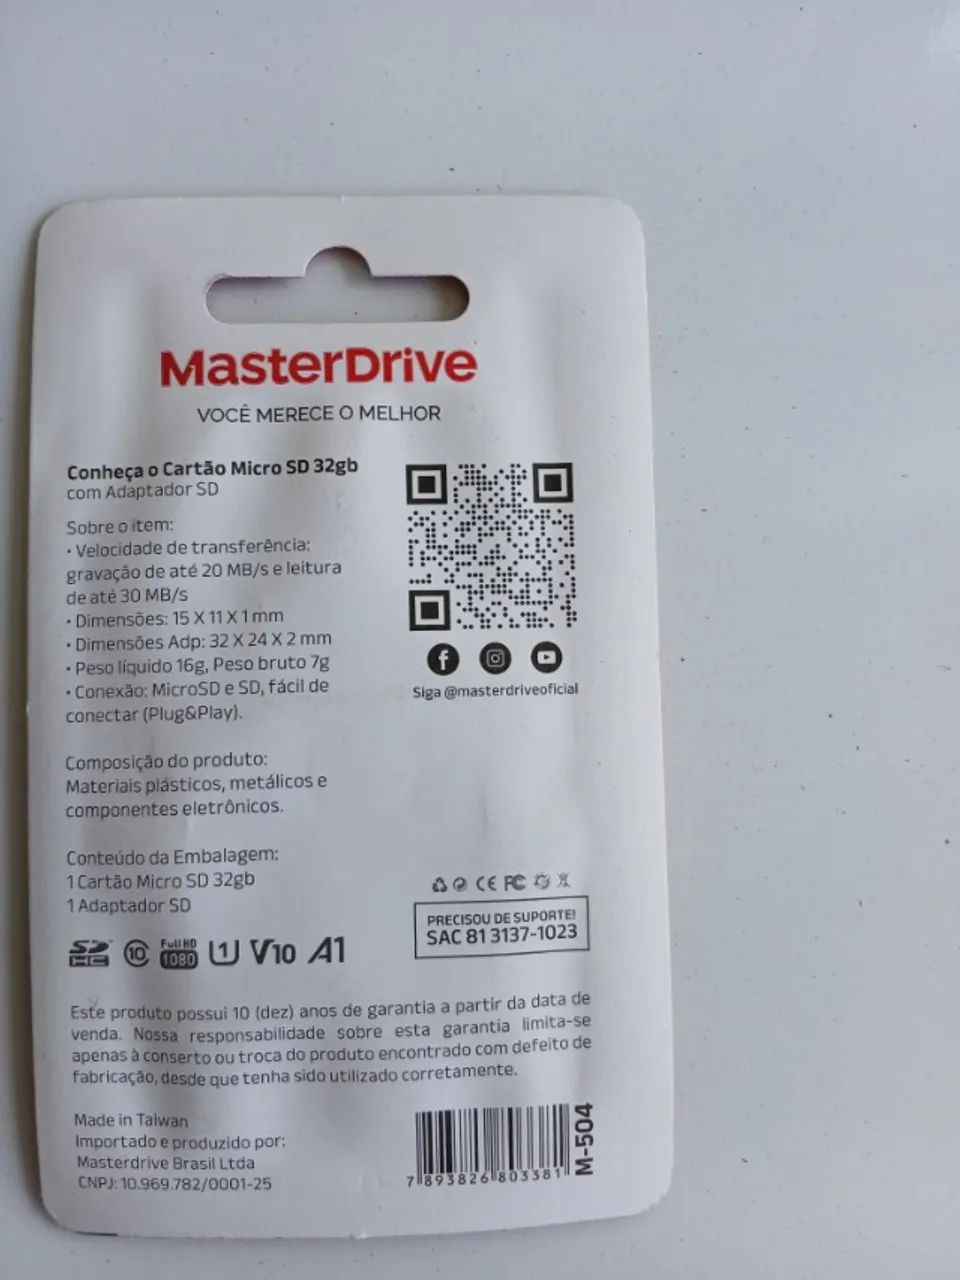 MasterDrive
VOCÊ MERECE O MELHOR
Conheça o Cartão Micro SD 32gb
com Adaptador SD
Sobre o item:
• Velocidade de transferência:
gravação de até 20 MB/s e leitura
de até 30 MB/s
• Dimensões: 15 X 11 X 1 mm
• Dimensões Adp: 32 X 24 X 2 mm
• Peso líquido 16g, Peso bruto 7g
• Conexão: MicroSD e SD, fácil de
conectar (Plug&Play).
Siga @masterdriveoficial
Composição do produto:
Materiais plásticos, metálicos e
componentes eletrônicos.
Conteúdo da Embalagem:
1 Cartão Micro SD 32gb
1 Adaptador SD
CE FC
PRECISOU DE SUPORTE!
SAC 81 3137-1023
SD HC 10 Full HD 1080 U1 V10 A1
Este produto possui 10 (dez) anos de garantia a partir da data de
venda. Nossa responsabilidade sobre esta garantia limita-se
apenas à conserto ou troca do produto encontrado com defeito de
fabricação, desde que tenha sido utilizado corretamente.
Made in Taiwan
Importado e produzido por:
Masterdrive Brasil Ltda
CNPJ: 10.969.782/0001-25
7 893826 803381
M-504